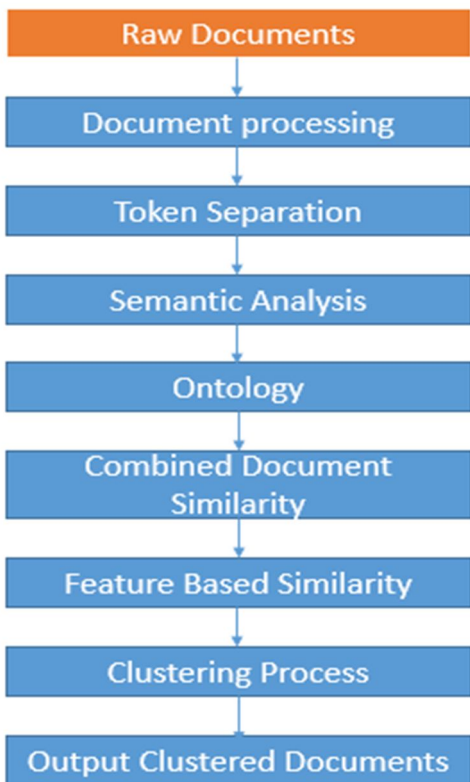 Raw Documents
Document processing
Token Separation
Semantic Analysis
Ontology
Combined Document
Similarity
Feature Based Similarity
Clustering Process
Output Clustered Documents